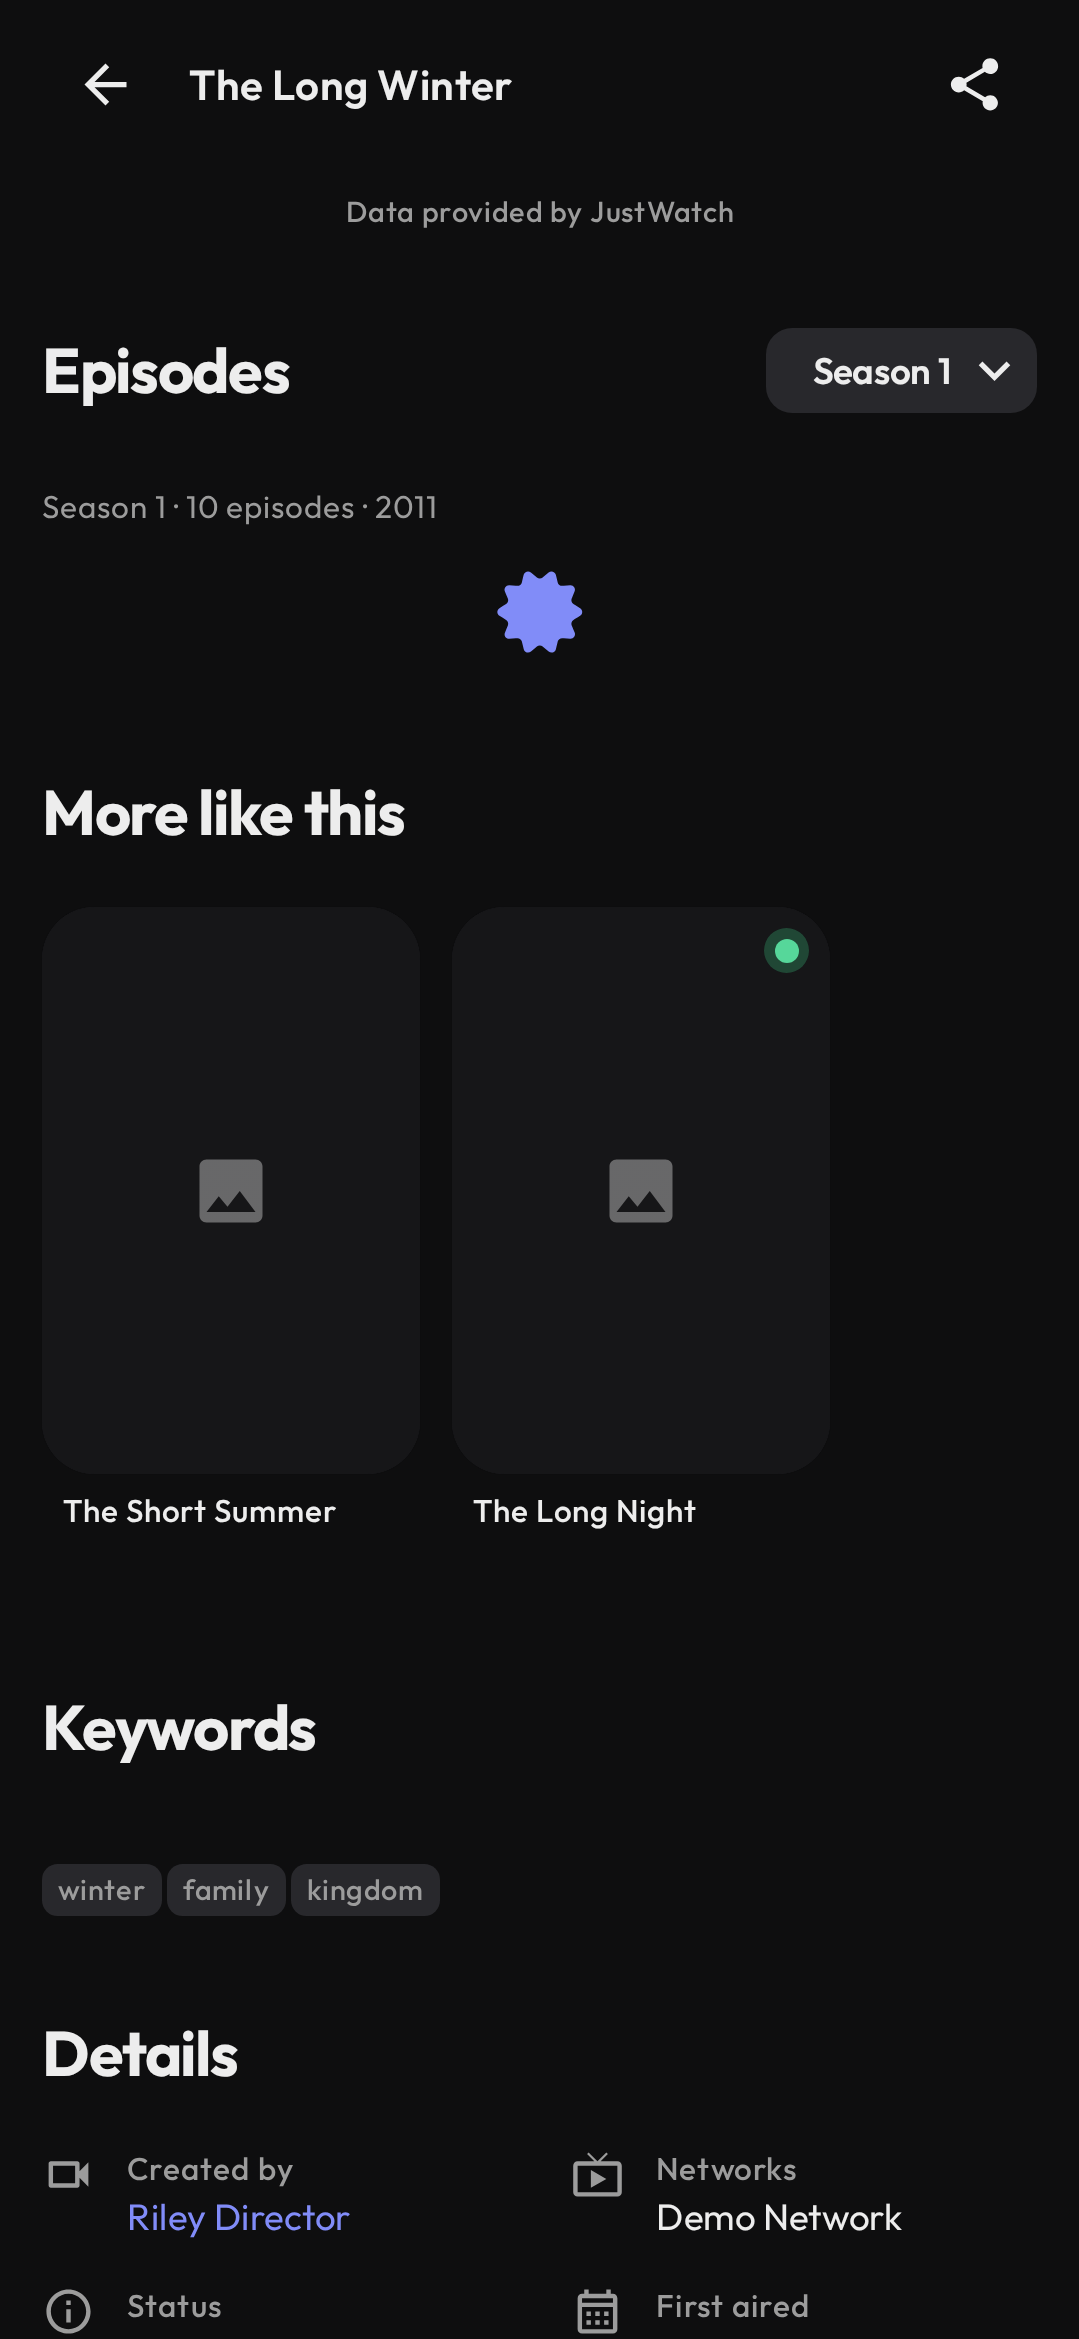 The Long Winter
Data provided by JustWatch
Episodes
Season 1
Season 1 · 10 episodes · 2011
More like this
The Short Summer
The Long Night
Keywords
winter
family
kingdom
Details
Created by
Riley Director
Networks
Demo Network
Status
First aired